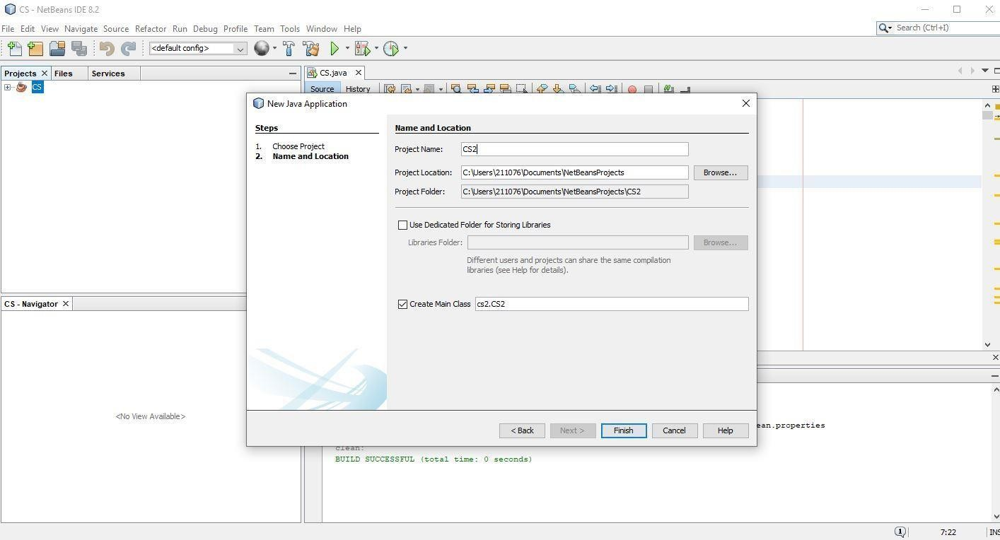 CS - NetBeans IDE 8.2
File Edit View Navigate Source Refactor Run Debug Profile Team Tools Window Help
Search (Ctrl+I)
<default config>
Projects Files Services
CS.java
CS
Source History
New Java Application
Steps
1. Choose Project
2. Name and Location
Name and Location
Project Name: CS2
Project Location: C:\Users\211076\Documents\NetBeansProjects Browse...
Project Folder: C:\Users\211076\Documents\NetBeansProjects\CS2
Use Dedicated Folder for Storing Libraries
Libraries Folder: Browse...
Different users and projects can share the same compilation
libraries (see Help for details).
Create Main Class cs2.CS2
< Back Next > Finish Cancel Help
CS - Navigator
<No View Available>
ean.properties
clean:
BUILD SUCCESSFUL (total time: 0 seconds)
1 7:22 INS